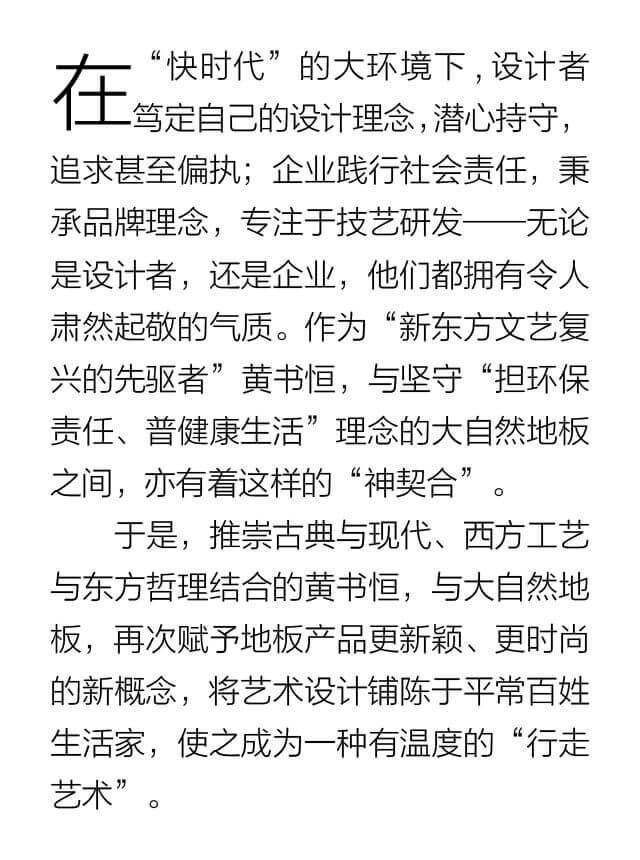 在“快时代”的大环境下,设计者
笃定自己的设计理念,潜心持守，
追求甚至偏执；企业践行社会责任，秉
承品牌理念，专注于技艺研发——无论
是设计者，还是企业，他们都拥有令人
肃然起敬的气质。作为“新东方文艺复
兴的先驱者”黄书恒，与坚守“担环保
责任、普健康生活”理念的大自然地板
之间，亦有着这样的“神契合”。
于是，推崇古典与现代、西方工艺
与东方哲理结合的黄书恒，与大自然地
板，再次赋予地板产品更新颖、更时尚
的新概念，将艺术设计铺陈于平常百姓
生活家，使之成为一种有温度的“行走
艺术”。